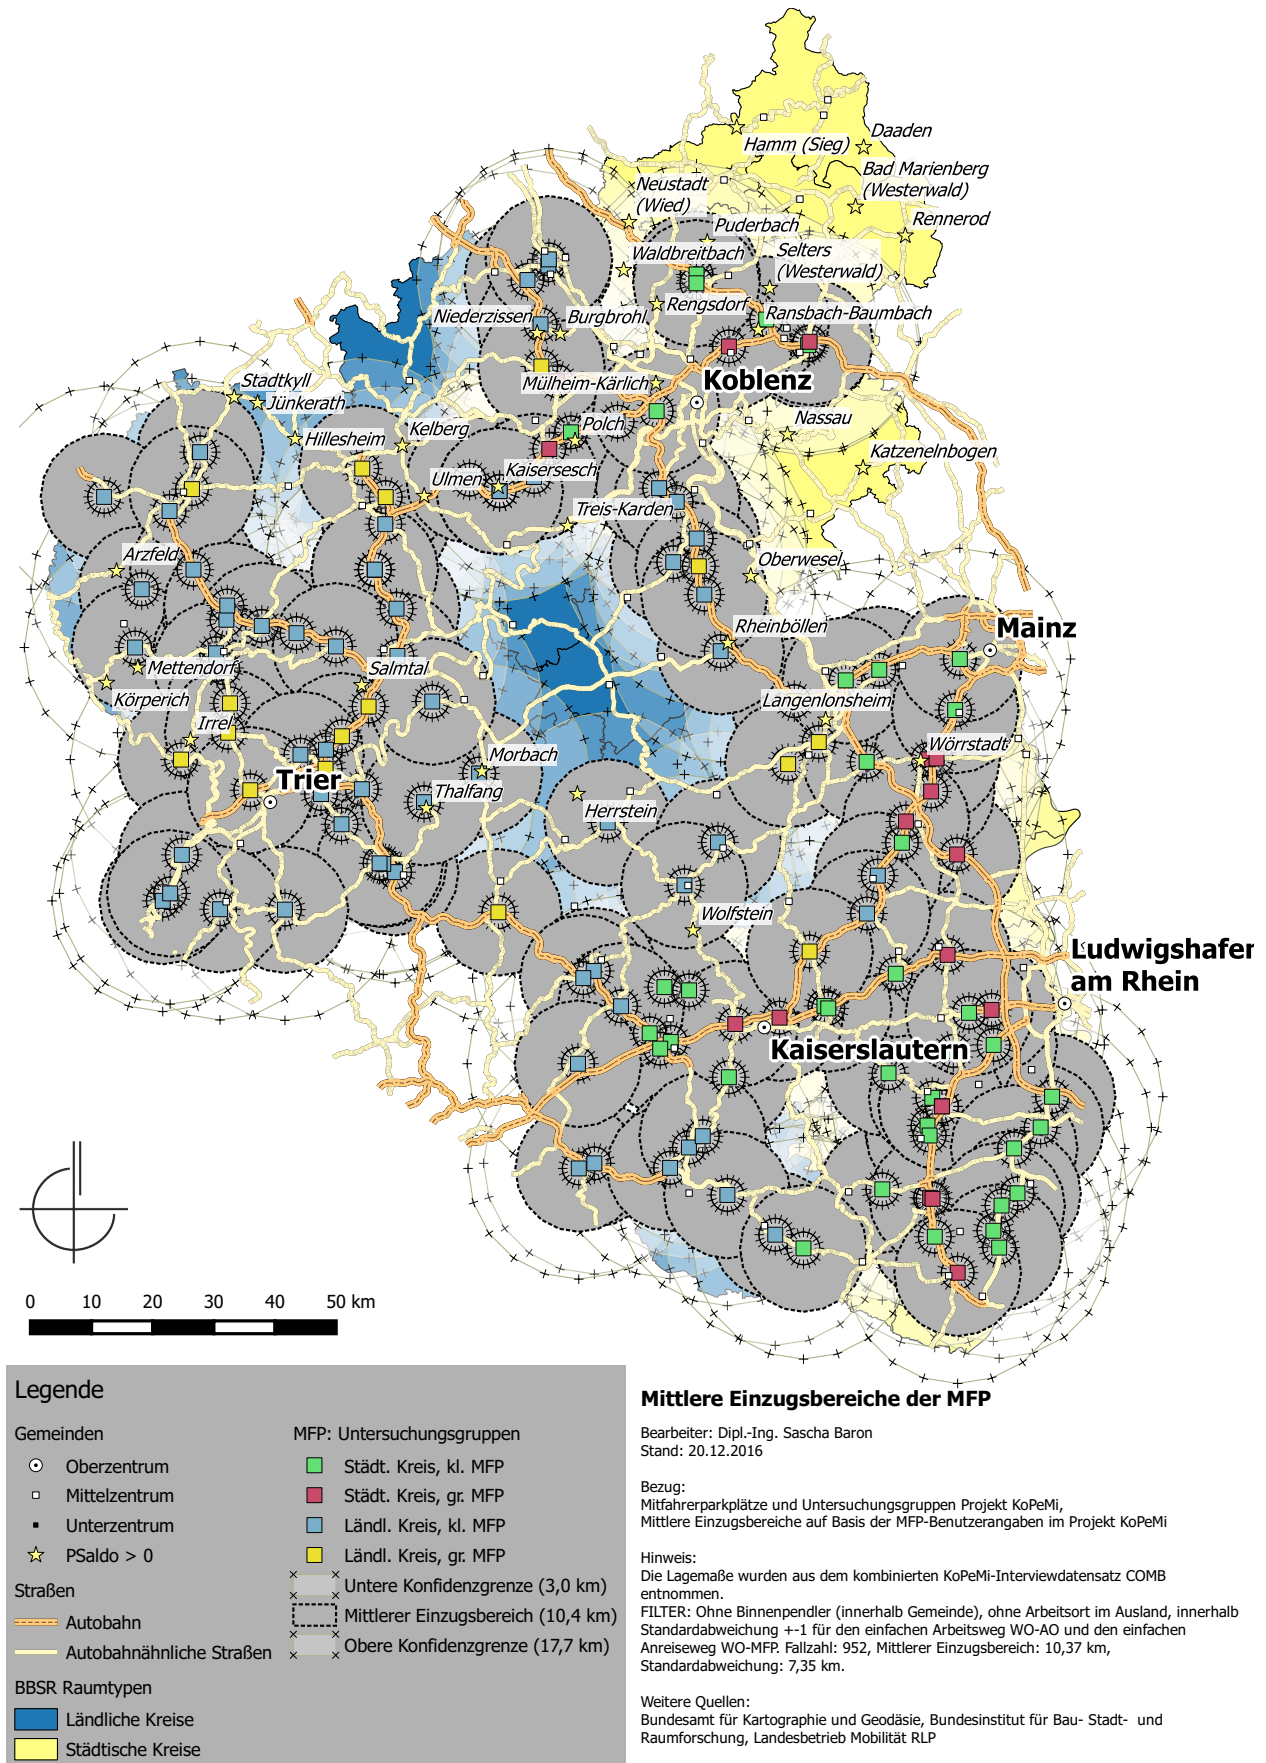 Hamm (Sieg)
Daaden
Bad Marienberg
(Westerwald)
Neustadt
(Wied)
Rennerod
Puderbach
Waldbreitbach
Selters
(Westerwald)
Rengsdorf
Ransbach-Baumbach
Niederzissen
Burgbrohl
Mülheim-Kärlich
Koblenz
Stadtkyll
Jünkerath
Hillesheim
Kelberg
Polch
Nassau
Katzenelnbogen
Ulmen
Kaisersesch
Treis-Karden
Arzfeld
Oberwesel
Rheinböllen
Mainz
Mettendorf
Salmtal
Körperich
Langenlonsheim
Irrel
Wörrstadt
Morbach
Trier
Thalfang
Herrstein
Wolfstein
Ludwigshafen
am Rhein
Kaiserslautern
0 10 20 30 40 50 km
Legende
Gemeinden
Oberzentrum
Mittelzentrum
Unterzentrum
PSaldo > 0
Straßen
Autobahn
Autobahnähnliche Straßen
BBSR Raumtypen
Ländliche Kreise
Städtische Kreise
MFP: Untersuchungsgruppen
Städt. Kreis, kl. MFP
Städt. Kreis, gr. MFP
Ländl. Kreis, kl. MFP
Ländl. Kreis, gr. MFP
Untere Konfidenzgrenze (3,0 km)
Mittlerer Einzugsbereich (10,4 km)
Obere Konfidenzgrenze (17,7 km)
Mittlere Einzugsbereiche der MFP
Bearbeiter: Dipl.-Ing. Sascha Baron
Stand: 20.12.2016
Bezug:
Mitfahrerparkplätze und Untersuchungsgruppen Projekt KoPeMi,
Mittlere Einzugsbereiche auf Basis der MFP-Benutzerangaben im Projekt KoPeMi
Hinweis:
Die Lagemaße wurden aus dem kombinierten KoPeMi-Interviewdatensatz COMB
entnommen.
FILTER: Ohne Binnenpendler (innerhalb Gemeinde), ohne Arbeitsort im Ausland, innerhalb
Standardabweichung +-1 für den einfachen Arbeitsweg WO-AO und den einfachen
Anreiseweg WO-MFP. Fallzahl: 952, Mittlerer Einzugsbereich: 10,37 km,
Standardabweichung: 7,35 km.
Weitere Quellen:
Bundesamt für Kartographie und Geodäsie, Bundesinstitut für Bau- Stadt- und
Raumforschung, Landesbetrieb Mobilität RLP